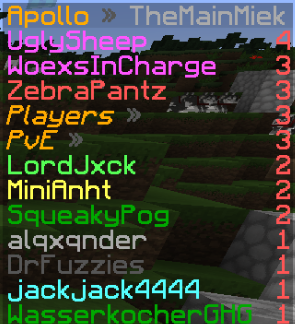 Apollo » TheMainMiek
UglySheep 4
WoexsInCharge 3
ZebraPantz 3
Players » 3
PvE » 3
LordJxck 2
MiniAnht 2
SqueakyPog 2
alqxqnder 1
DrFuzzies 1
jackjack4444 1
WasserkocherGHG 1